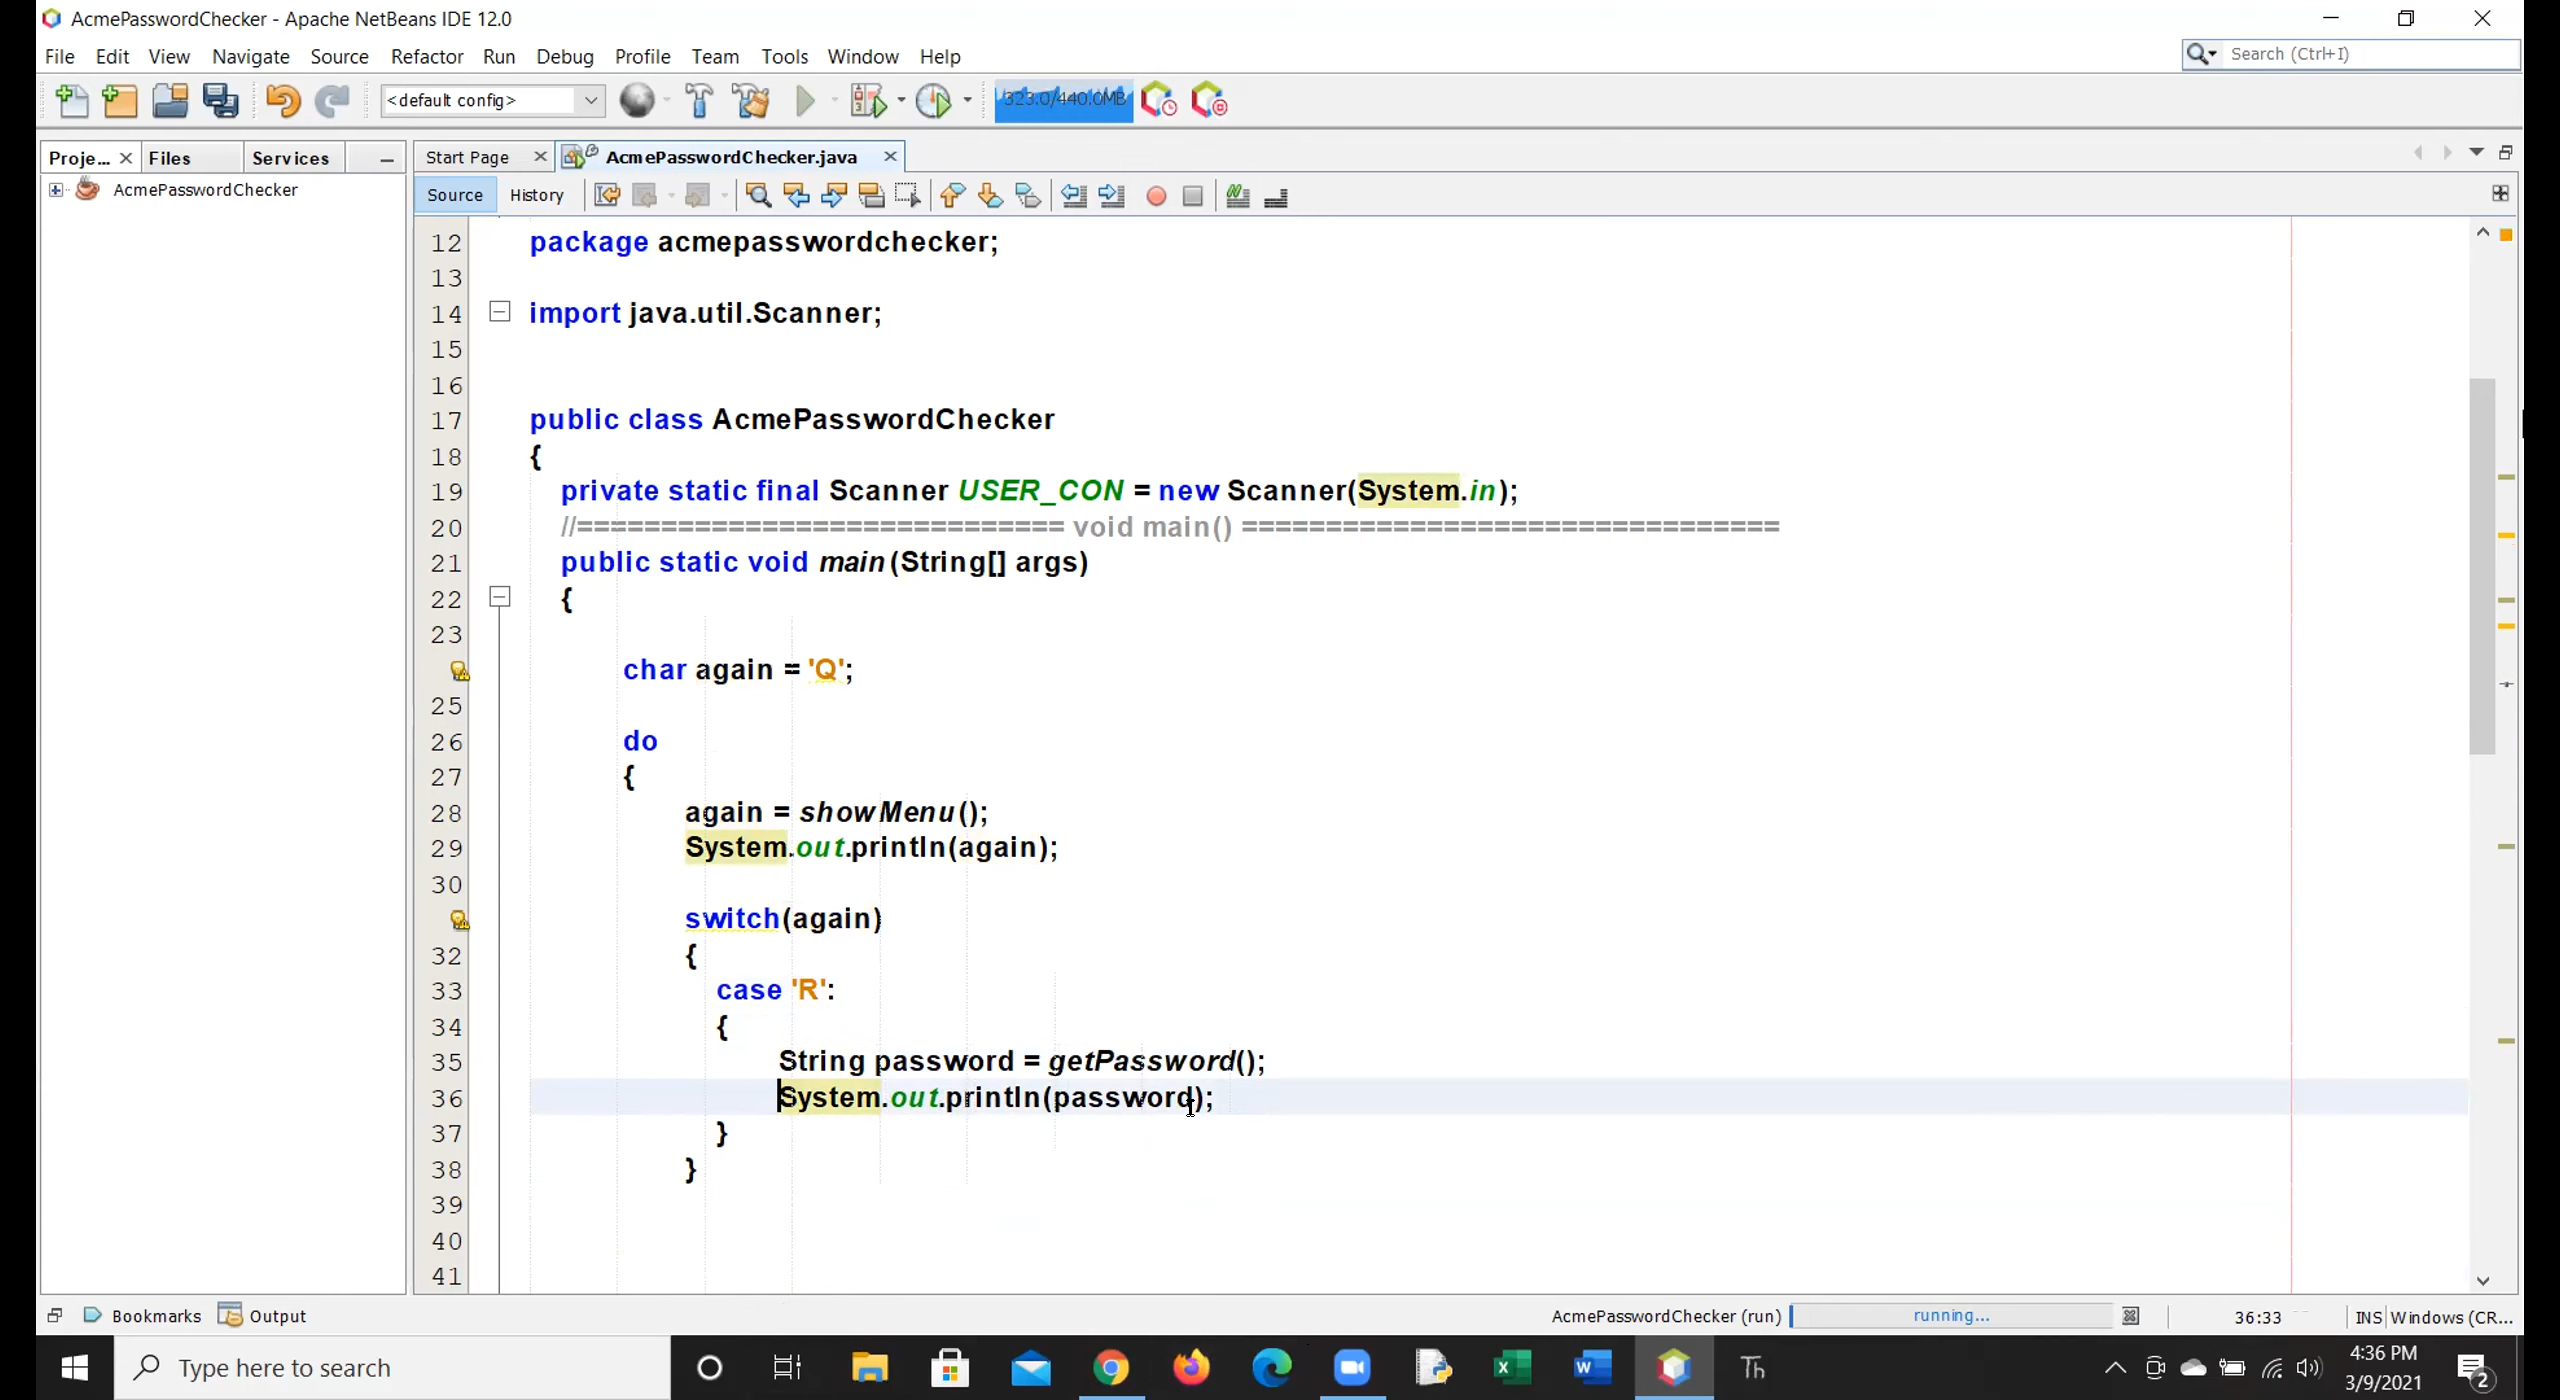 AcmePasswordChecker - Apache NetBeans IDE 12.0
File Edit View Navigate Source Refactor Run Debug Profile Team Tools Window Help
Search (Ctrl+I)
<default config>
323.0/440.0MB
Proje... Files Services
Start Page AcmePasswordChecker.java
AcmePasswordChecker
Source History
12 package acmepasswordchecker;
13
14 import java.util.Scanner;
15
16
17 public class AcmePasswordChecker
18 {
19 private static final Scanner USER_CON = new Scanner(System.in);
20 //============================= void main() ================================
21 public static void main(String[] args)
22 {
23
char again = 'Q';
25
26 do
27 {
28 again = showMenu();
29 System.out.println(again);
30
switch(again)
32 {
33 case 'R':
34 {
35 String password = getPassword();
36 System.out.println(password);
37 }
38 }
39
40
41
Bookmarks Output
AcmePasswordChecker (run) running... 36:33 INS Windows (CR...
Type here to search
Th
4:36 PM
3/9/2021
2